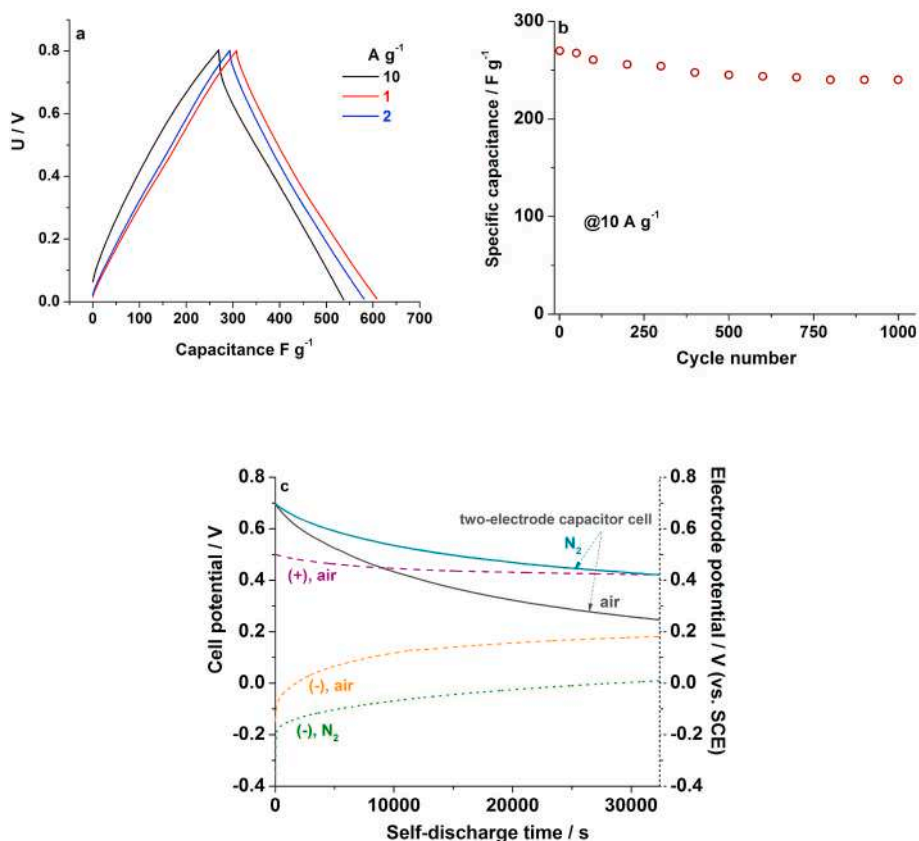 a
A g⁻¹
10
1
2
U / V
0.8
0.6
0.4
0.2
0.0
0 100 200 300 400 500 600 700
Capacitance F g⁻¹
b
Specific capacitance / F g⁻¹
300
250
200
150
100
50
0
@10 A g⁻¹
0 250 500 750 1000
Cycle number
c
Cell potential / V
0.8
0.6
0.4
0.2
0.0
-0.2
-0.4
two-electrode capacitor cell
N₂
(+), air
air
(-), air
(-), N₂
0.8
0.6
0.4
0.2
0.0
-0.2
-0.4
Electrode potential / V (vs. SCE)
0 10000 20000 30000
Self-discharge time / s